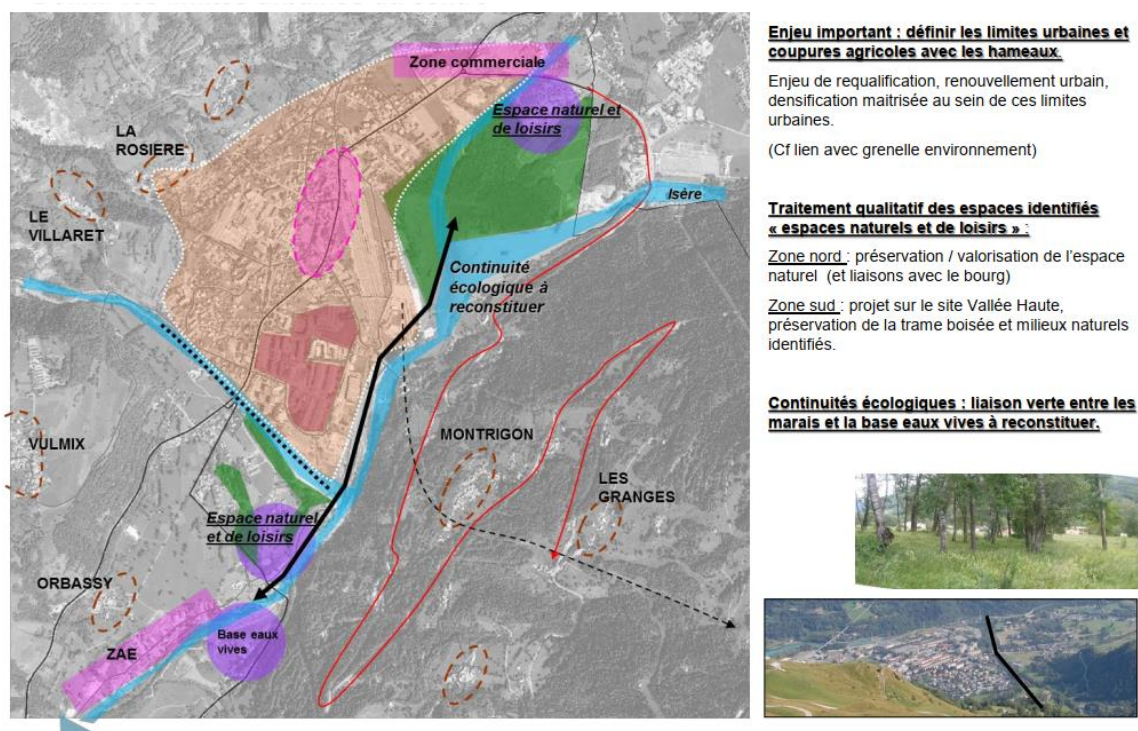 Zone commerciale
Espace naturel et
de loisirs
LA
ROSIERE
LE
VILLARET
Isère
Continuité
écologique à
reconstituer
VULMIX
MONTRIGON
LES
GRANGES
Espace naturel
et de loisirs
ORBASSY
ZAE
Base eaux
vives
Enjeu important : définir les limites urbaines et
coupures agricoles avec les hameaux.
Enjeu de requalification, renouvellement urbain,
densification maitrisée au sein de ces limites
urbaines.
(Cf lien avec grenelle environnement)
Traitement qualitatif des espaces identifiés
« espaces naturels et de loisirs » :
Zone nord : préservation / valorisation de l'espace
naturel (et liaisons avec le bourg)
Zone sud : projet sur le site Vallée Haute,
préservation de la trame boisée et milieux naturels
identifiés.
Continuités écologiques : liaison verte entre les
marais et la base eaux vives à reconstituer.